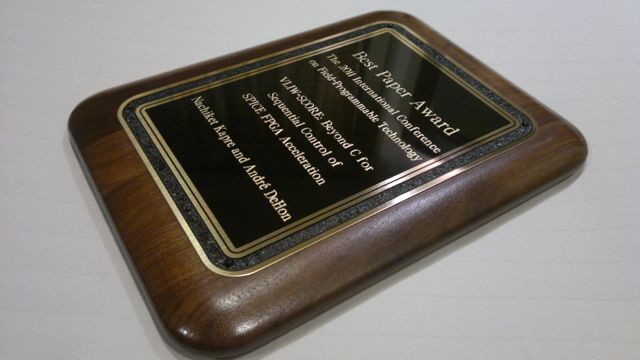 Best Paper Award
The 2011 International Conference
on Field-Programmable Technology
VLIW-SCORE: Beyond C for
Sequential Control of
SPICE FPGA Acceleration
Nachiket Kapre and André DeHon